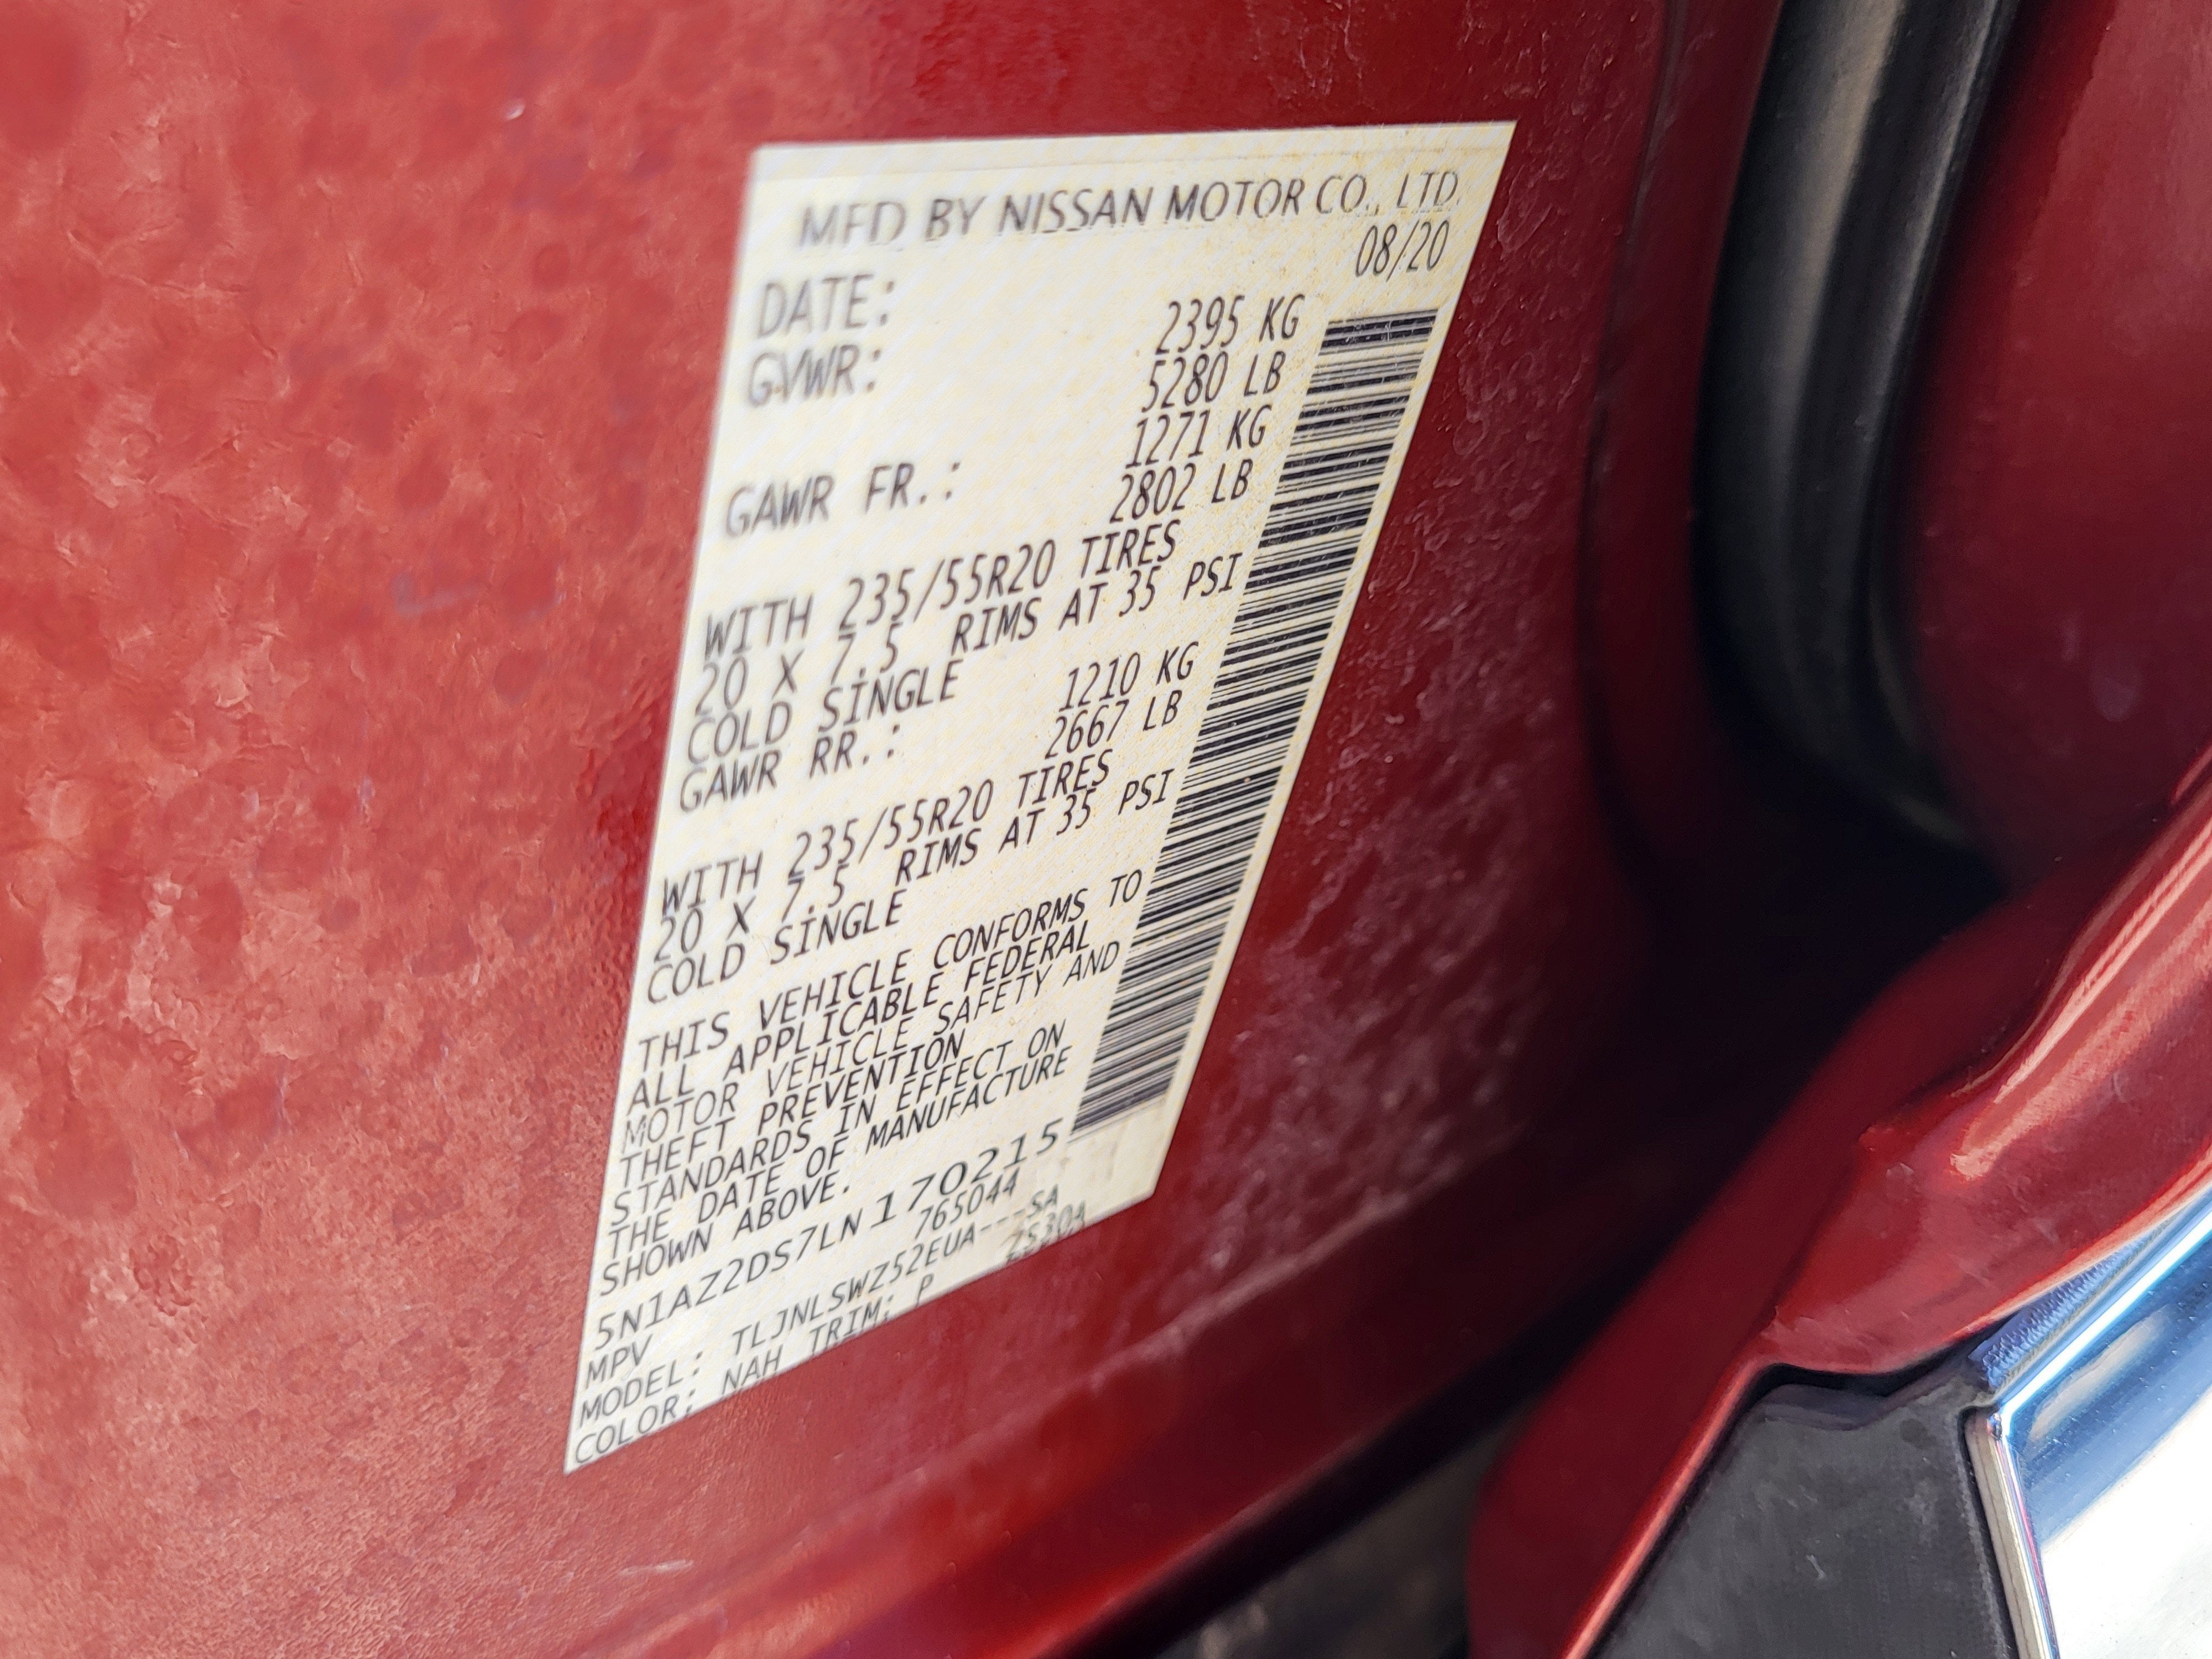 MFD BY NISSAN MOTOR CO., LTD.
DATE: 08/20
GVWR: 2395 KG
5280 LB
GAWR FR.: 1271 KG
2802 LB
WITH 235/55R20 TIRES
20 X 7.5 RIMS AT 35 PSI
COLD SINGLE
GAWR RR.: 1210 KG
2667 LB
WITH 235/55R20 TIRES
20 X 7.5 RIMS AT 35 PSI
COLD SINGLE
THIS VEHICLE CONFORMS TO
ALL APPLICABLE FEDERAL
MOTOR VEHICLE SAFETY AND
THEFT PREVENTION
STANDARDS IN EFFECT ON
THE DATE OF MANUFACTURE
SHOWN ABOVE.
5N1AZ2DS7LN170215
MPV 765044
MODEL: TLJNLSWZ52EUA---SA
COLOR: NAH TRIM: P ZS30A